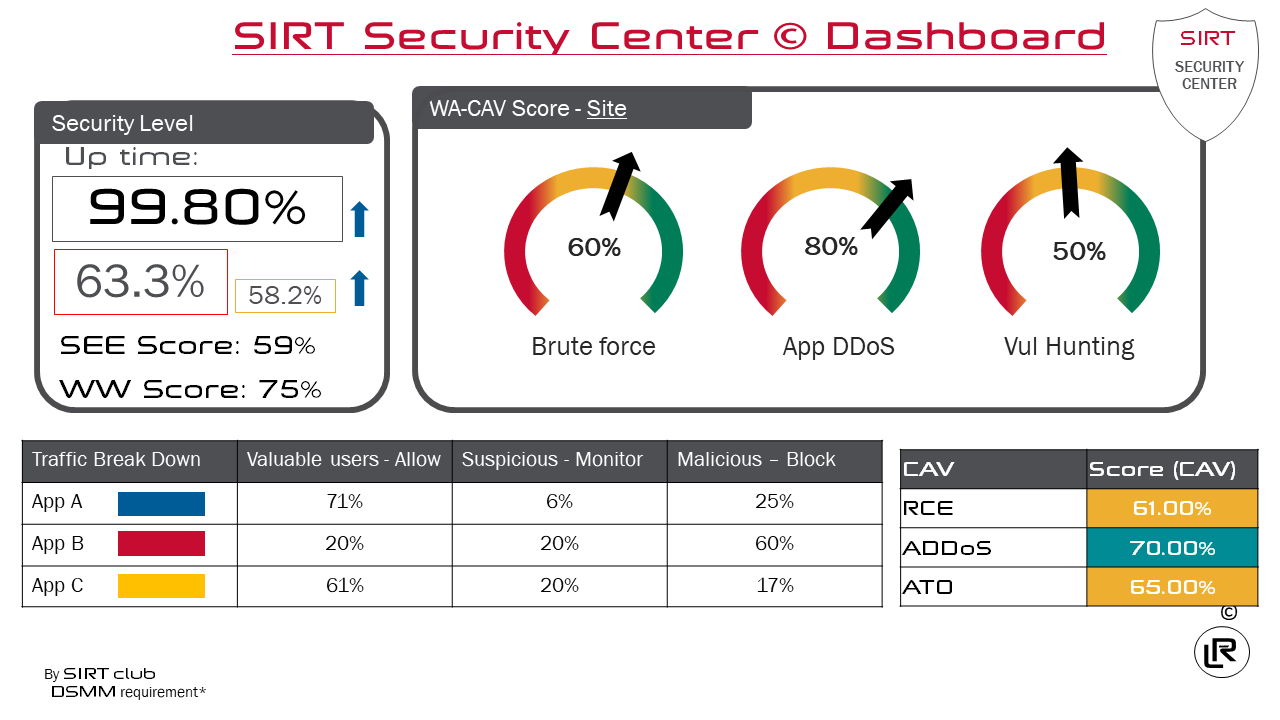 SIRT Security Center © Dashboard
SIRT
SECURITY
CENTER
Security Level
Up time:
99.80%
63.3%
58.2%
SEE Score: 59%
WW Score: 75%
WA-CAV Score - Site
60%
80%
50%
Brute force
App DDoS
Vul Hunting
Traffic Break Down Valuable users - Allow Suspicious - Monitor Malicious – Block
App A 71% 6% 25%
App B 20% 20% 60%
App C 61% 20% 17%
CAV Score (CAV)
RCE 61.00%
ADDoS 70.00%
ATO 65.00%
©
LR
By SIRT club
DSMM requirement*